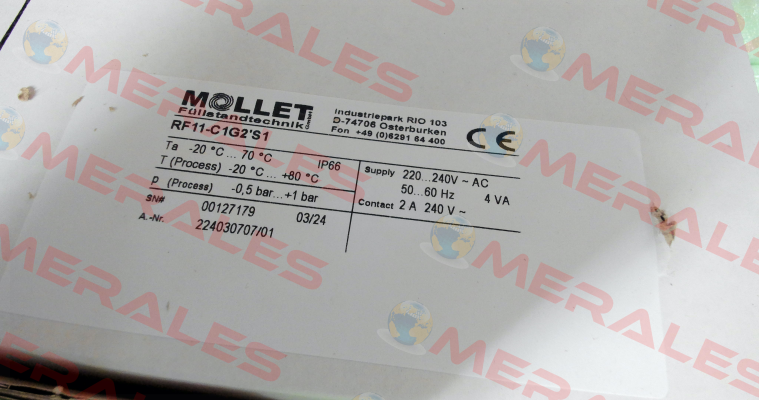 MOLLET
Füllstandtechnik GmbH
Industriepark RIO 103
D-74706 Osterburken
Fon +49 (0)6291 64 400
CE
RF11-C1G2'S1
Ta -20 °C ... 70 °C IP66
T (Process) -20 °C ... +80 °C
p (Process) -0,5 bar...+1 bar
SN# 00127179 03/24
A.-Nr. 224030707/01
Supply 220...240V ~ AC
50...60 Hz 4 VA
Contact 2 A 240 V ~
MERALES
MERALES
MERALES
MERALES
MERALES
MERALES